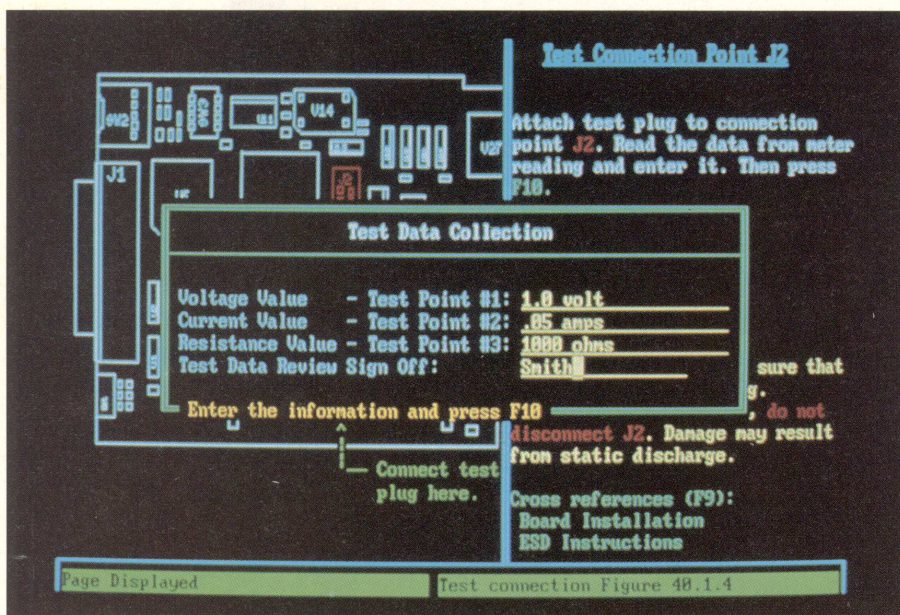 Test Connection Point J2
Attach test plug to connection
point J2. Read the data from meter
reading and enter it. Then press
F10.
V14
J1
J2
Test Data Collection
Voltage Value - Test Point #1: 1.0 volt
Current Value - Test Point #2: .05 amps
Resistance Value - Test Point #3: 1000 ohms
Test Data Review Sign Off: Smith
Enter the information and press F10
sure that
g.
, do not
disconnect J2. Damage may result
from static discharge.
Connect test
plug here.
Cross references (F9):
Board Installation
ESD Instructions
Page Displayed
Test connection Figure 40.1.4